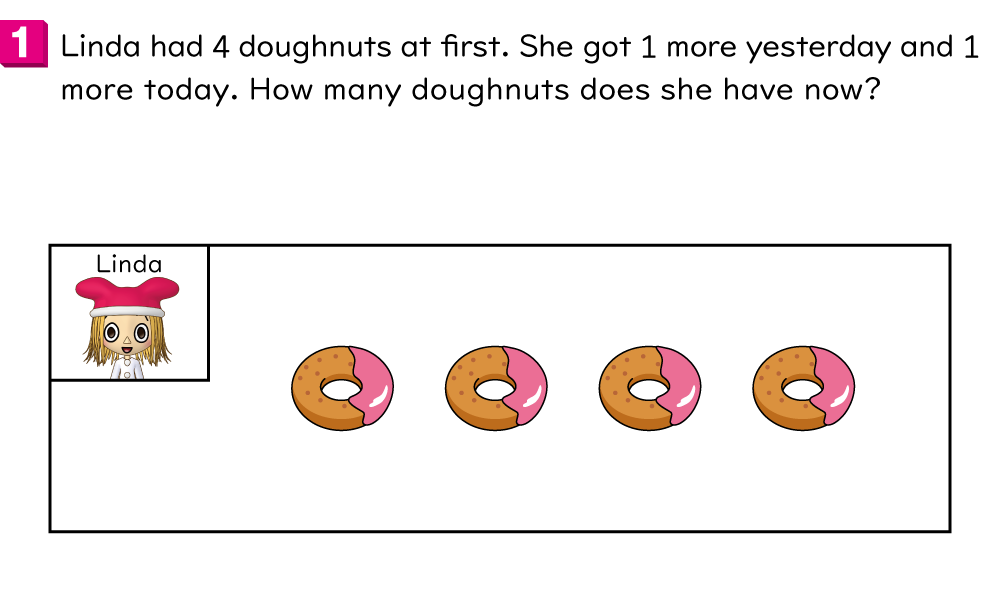 1 Linda had 4 doughnuts at first. She got 1 more yesterday and 1
more today. How many doughnuts does she have now?
Linda